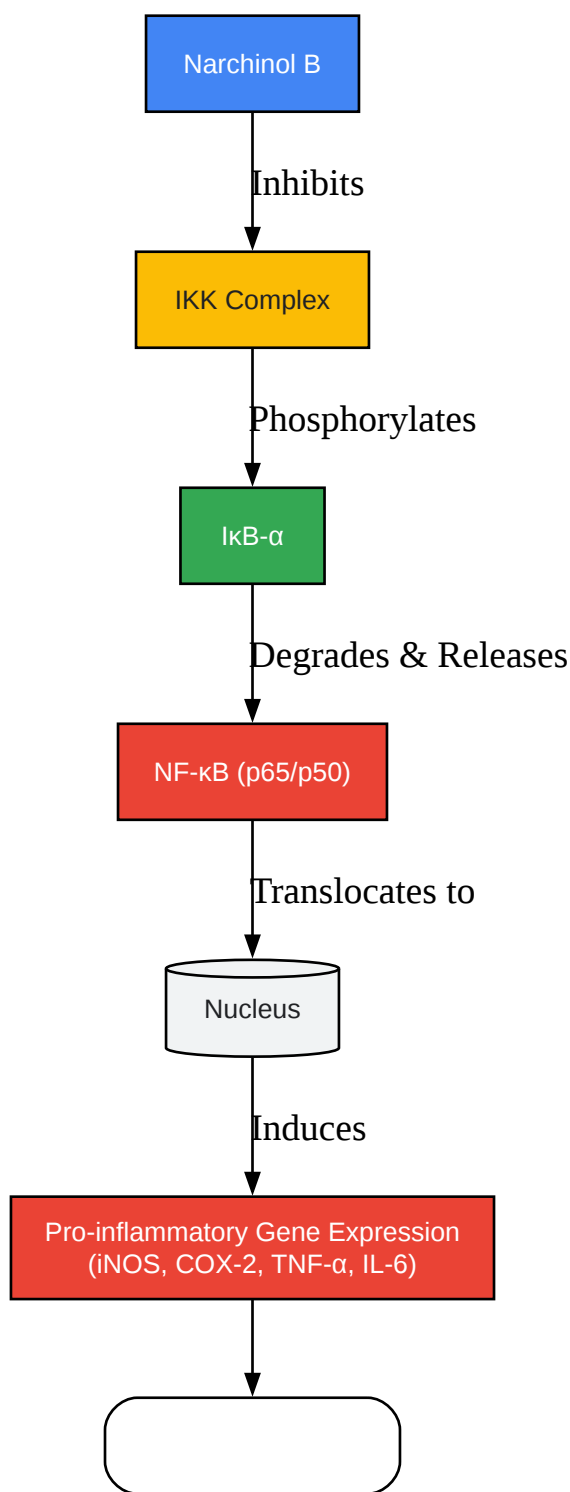 Narchinol B
Inhibits
IKK Complex
Phosphorylates
IκB-α
Degrades & Releases
NF-κB (p65/p50)
Translocates to
Nucleus
Induces
Pro-inflammatory Gene Expression
(iNOS, COX-2, TNF-α, IL-6)